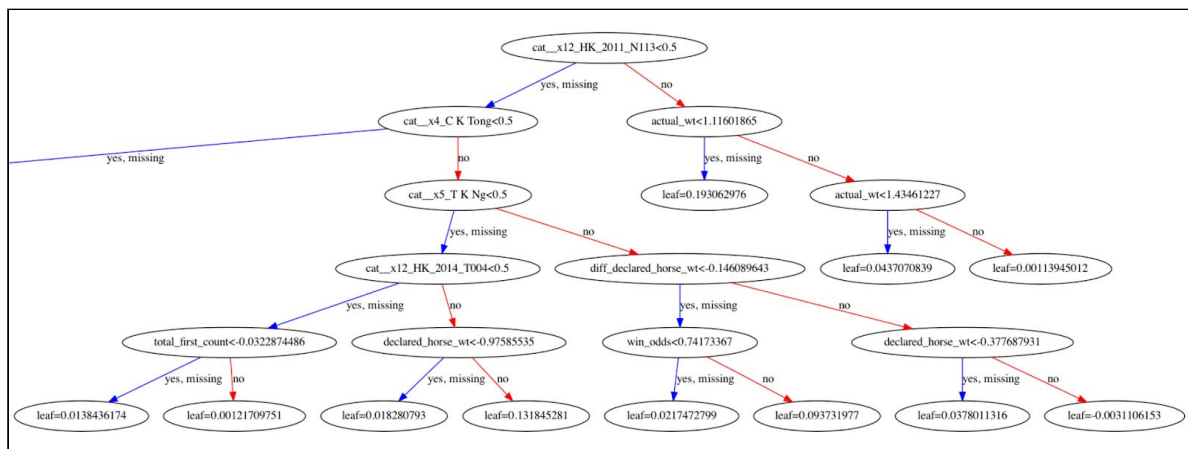 cat__x12_HK_2011_N113<0.5
yes, missing
no
cat__x4_C K Tong<0.5
actual_wt<1.11601865
yes, missing
no
yes, missing
no
cat__x5_T K Ng<0.5
leaf=0.193062976
actual_wt<1.43461227
yes, missing
no
yes, missing
no
cat__x12_HK_2014_T004<0.5
diff_declared_horse_wt<-0.146089643
leaf=0.0437070839
leaf=0.00113945012
yes, missing
no
yes, missing
no
total_first_count<-0.0322874486
declared_horse_wt<-0.97585535
win_odds<0.74173367
declared_horse_wt<-0.377687931
yes, missing
no
yes, missing
no
yes, missing
no
yes, missing
no
leaf=0.0138436174
leaf=0.00121709751
leaf=0.018280793
leaf=0.131845281
leaf=0.0217472799
leaf=0.093731977
leaf=0.0378011316
leaf=-0.0031106153